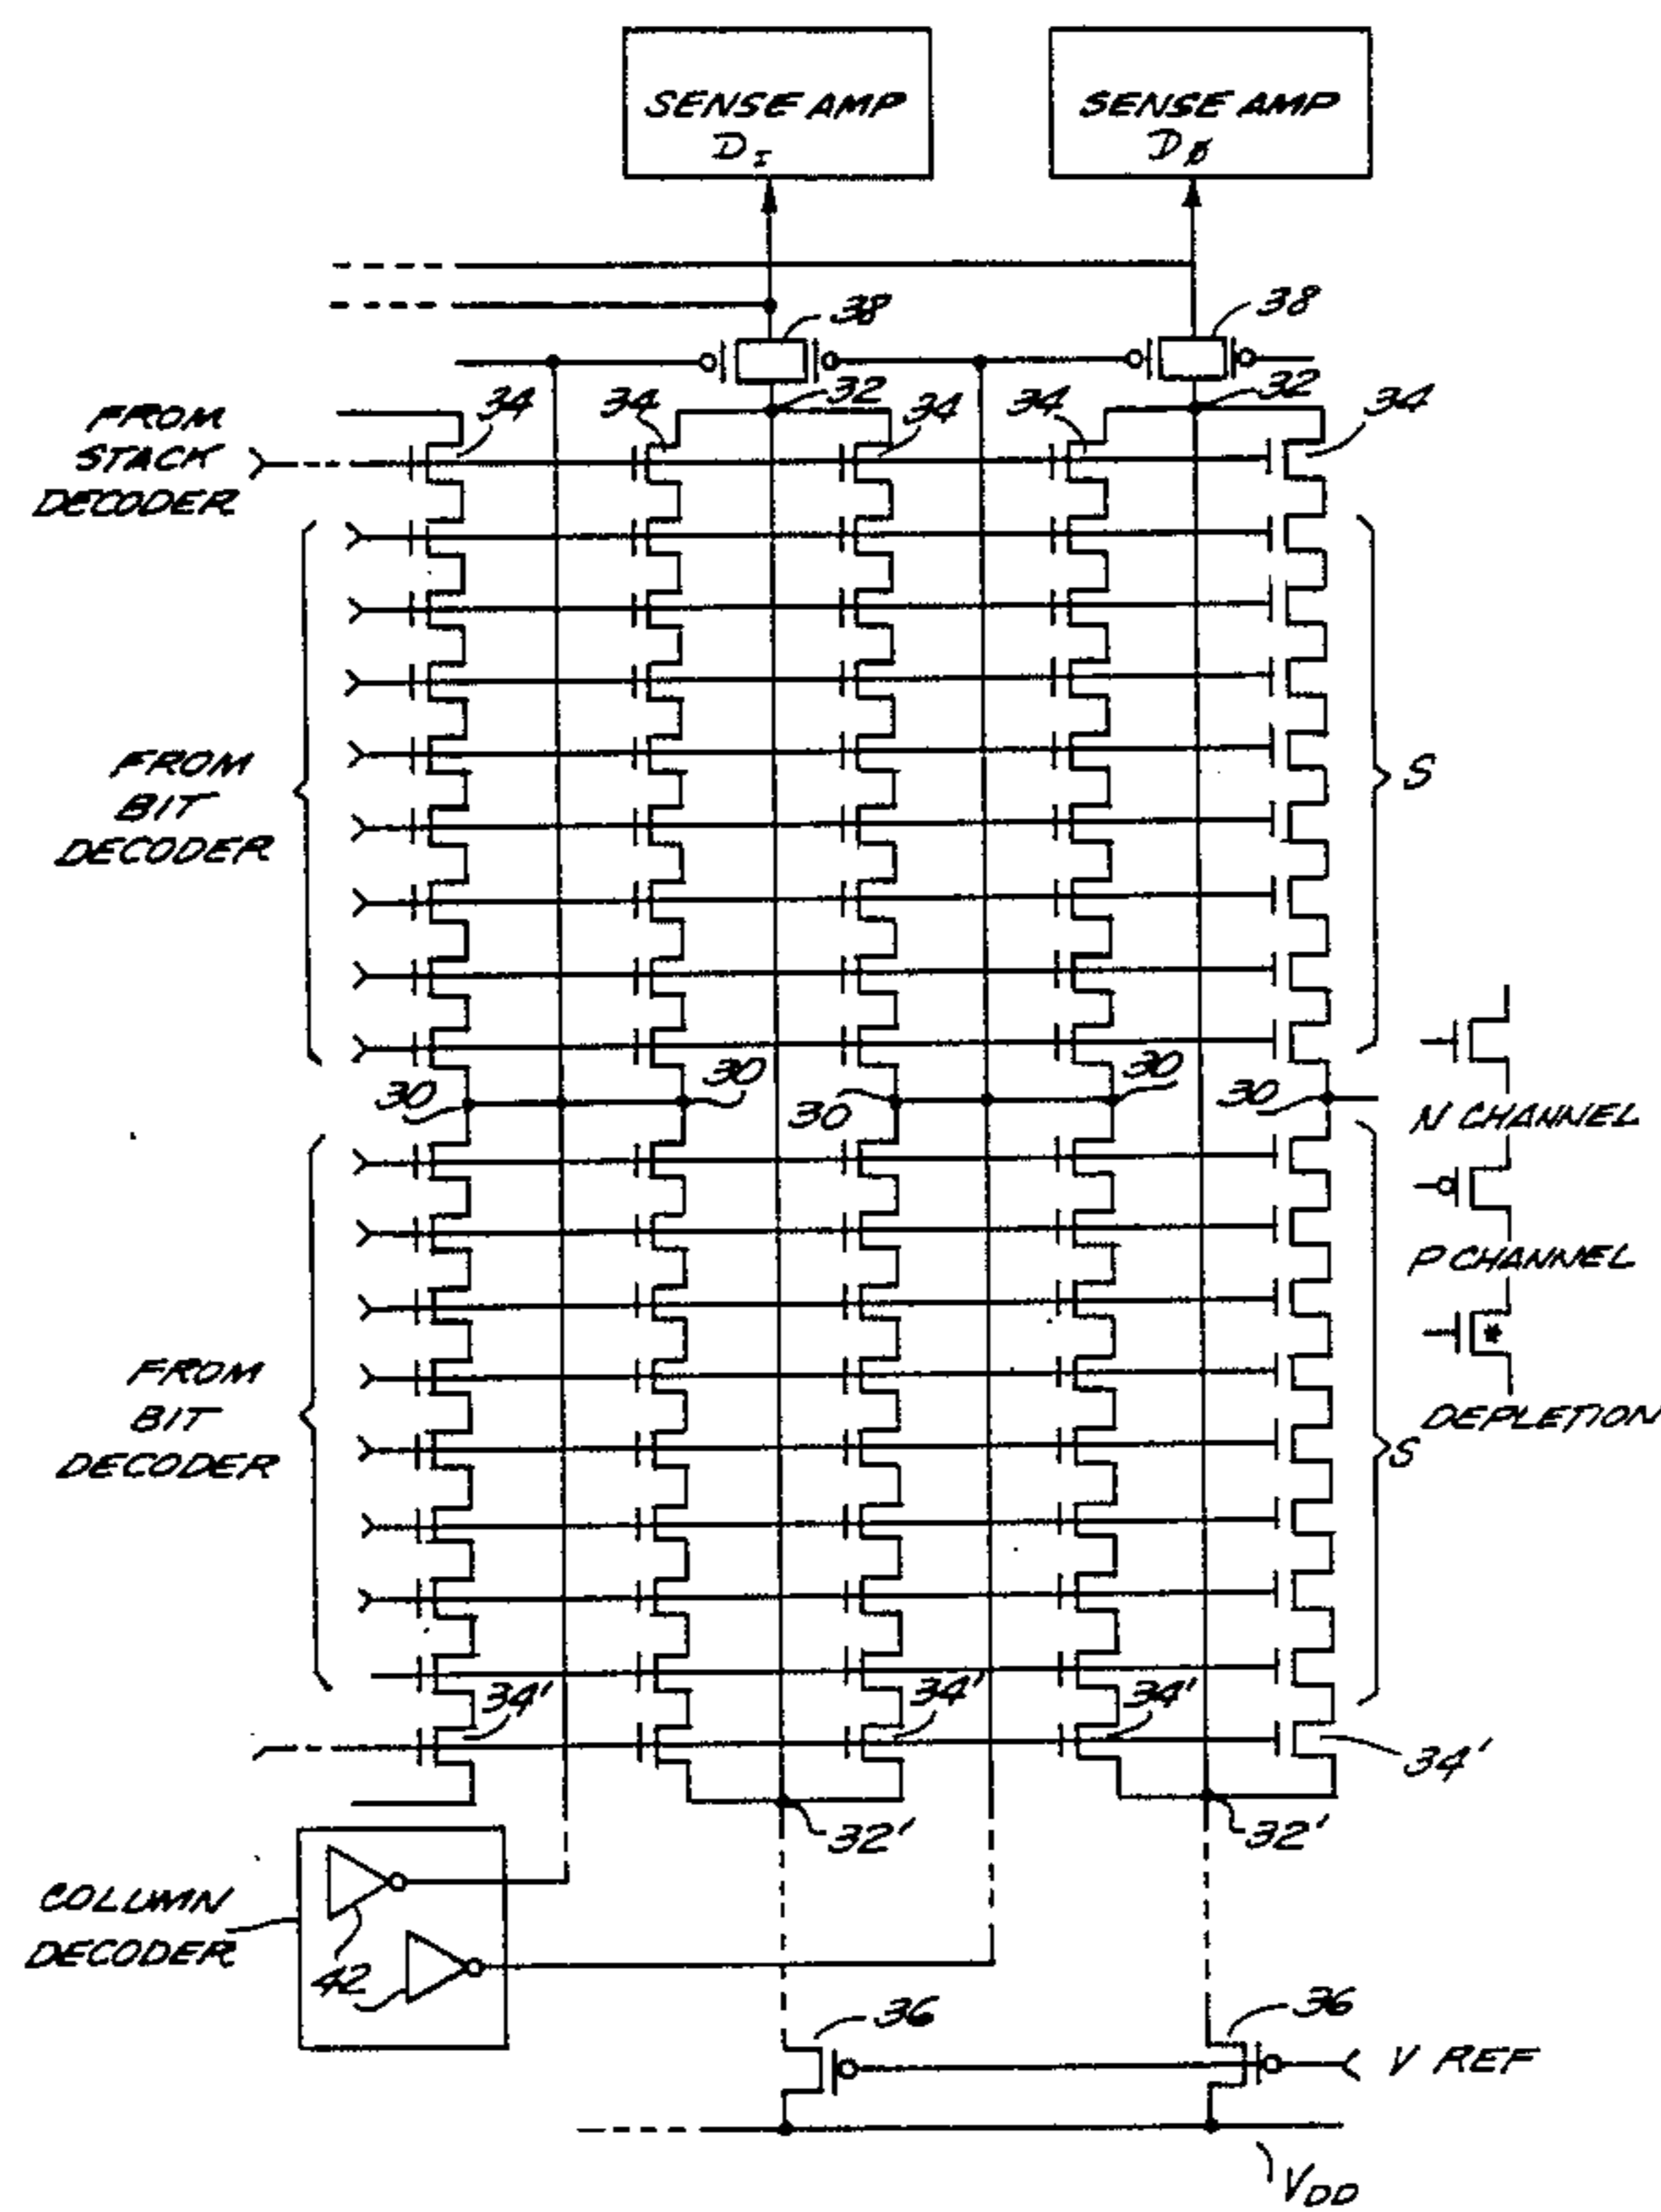 SENSE AMP
D₁
SENSE AMP
DØ
38
38
32
32
34
34
34
34
34
FROM
STACK
DECODER
FROM
BIT
DECODER
S
30
30
30
30
30
N CHANNEL
P CHANNEL
*
DEPLETION
FROM
BIT
DECODER
S
34'
34'
34'
34'
32'
32'
COLUMN
DECODER
42
36
36
V REF
VDD